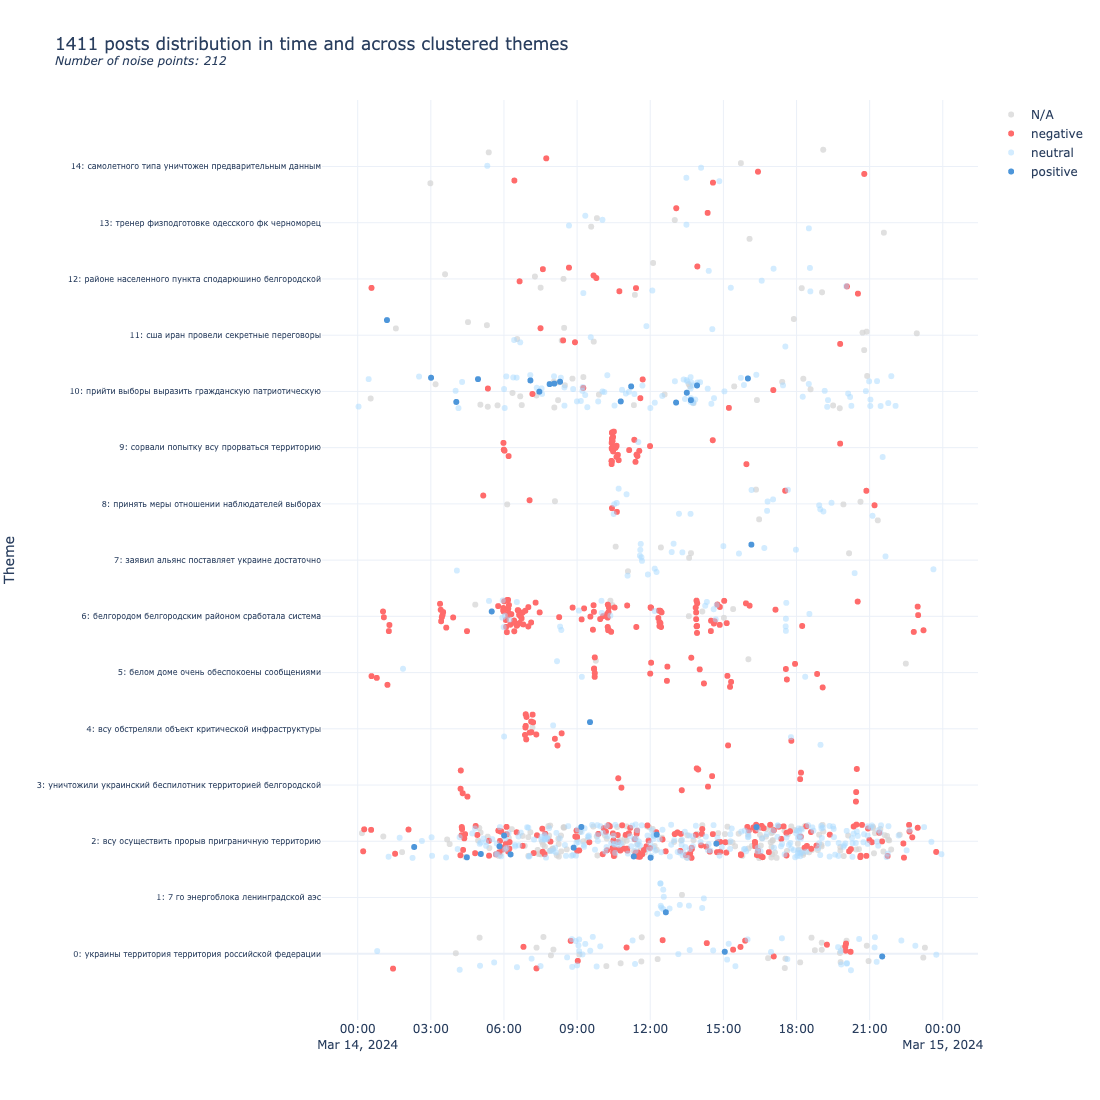 1411 posts distribution in time and across clustered themes
Number of noise points: 212
N/A
negative
neutral
positive
14: самолетного типа уничтожен предварительным данным
13: тренер физподготовке одесского фк черноморец
12: районе населенного пункта сподарюшино белгородской
11: сша иран провели секретные переговоры
10: прийти выборы выразить гражданскую патриотическую
9: сорвали попытку всу прорваться территорию
8: принять меры отношении наблюдателей выборах
7: заявил альянс поставляет украине достаточно
6: белгородом белгородским районом сработала система
5: белом доме очень обеспокоены сообщениями
4: всу обстреляли объект критической инфраструктуры
3: уничтожили украинский беспилотник территорией белгородской
2: всу осуществить прорыв приграничную территорию
1: 7 го энергоблока ленинградской аэс
0: украины территория территория российской федерации
Theme
00:00 03:00 06:00 09:00 12:00 15:00 18:00 21:00 00:00
Mar 14, 2024 Mar 15, 2024